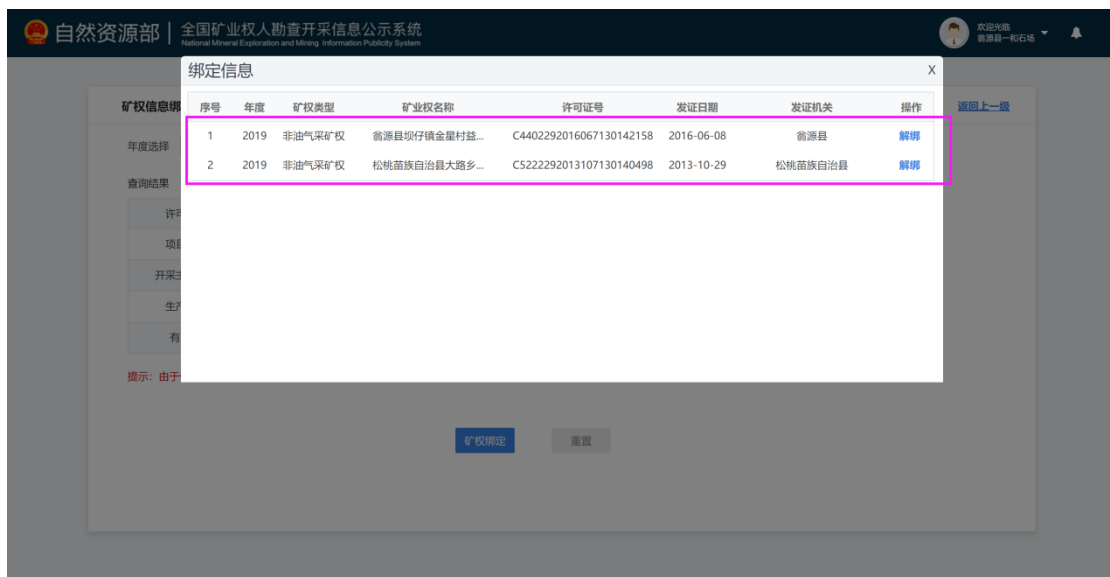 自然资源部
全国矿业权人勘查开采信息公示系统
National Mineral Exploration and Mining Information Publicity System
欢迎光临
翁源县一和石场
绑定信息
X
矿权信息绑
返回上一级
序号 年度 矿权类型 矿业权名称 许可证号 发证日期 发证机关 操作
1 2019 非油气采矿权 翁源县坝仔镇金星村益... C4402292016067130142158 2016-06-08 翁源县 解绑
2 2019 非油气采矿权 松桃苗族自治县大路乡... C5222292013107130140498 2013-10-29 松桃苗族自治县 解绑
年度选择
查询结果
许可
项目
开采主
生产
有
提示：由于
矿权绑定
重置